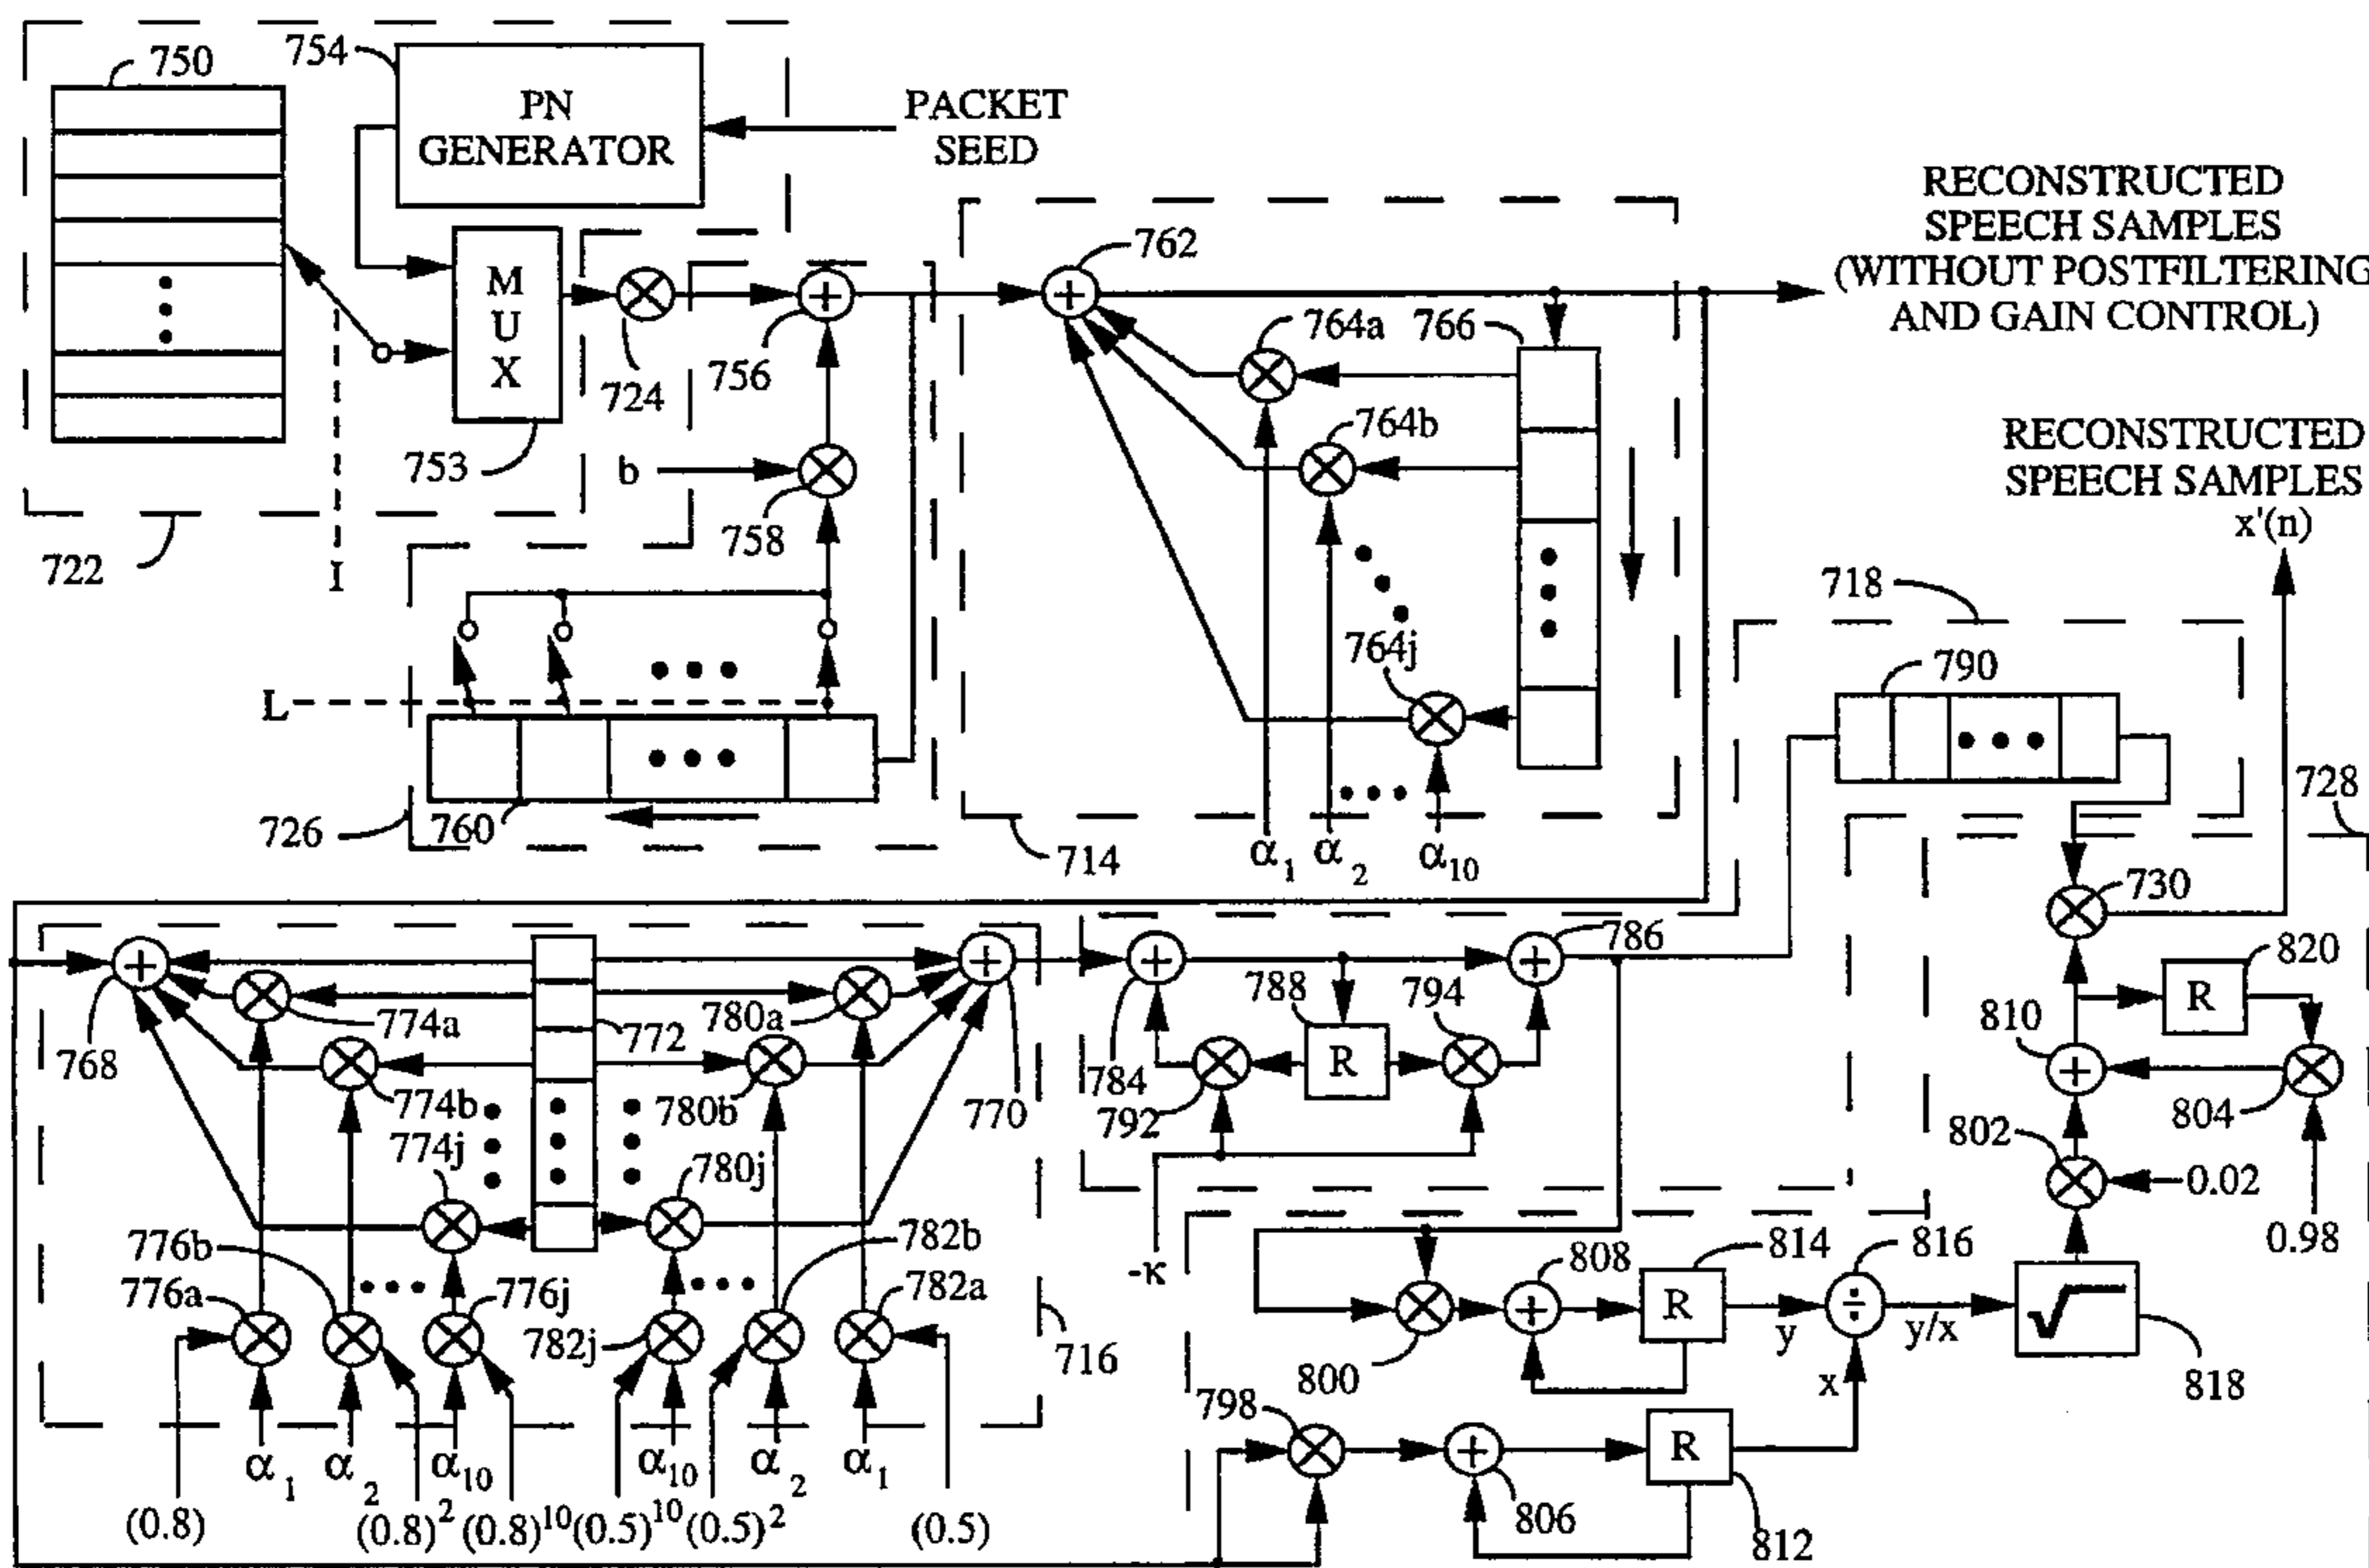 750
754
PN
GENERATOR
PACKET
SEED
M
U
X
753
724
756
b
758
722
I
L
726
760
762
764a
766
764b
764j
α1
α2
α10
714
RECONSTRUCTED
SPEECH SAMPLES
(WITHOUT POSTFILTERING
AND GAIN CONTROL)
RECONSTRUCTED
SPEECH SAMPLES
x'(n)
718
790
728
730
820
R
810
804
802
0.02
0.98
768
774a
772
780a
774b
780b
770
774j
780j
776b
782b
776a
776j
782j
782a
716
α1
α2
α10
α10
α2
α1
(0.8)
(0.8)2
(0.8)10
(0.5)10
(0.5)2
(0.5)
784
788
R
794
786
792
-κ
808
814
R
816
y
y/x
x
800
818
798
806
R
812